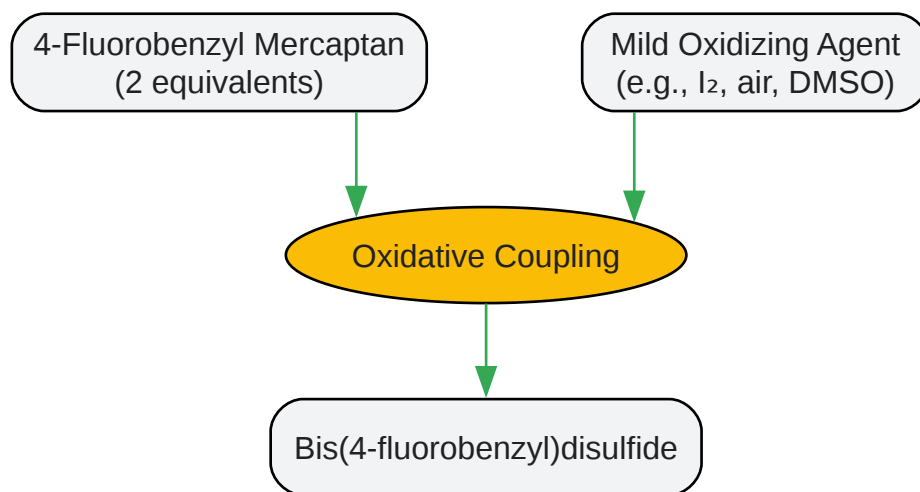 4-Fluorobenzyl Mercaptan
(2 equivalents)
Mild Oxidizing Agent
(e.g., I₂, air, DMSO)
Oxidative Coupling
Bis(4-fluorobenzyl)disulfide